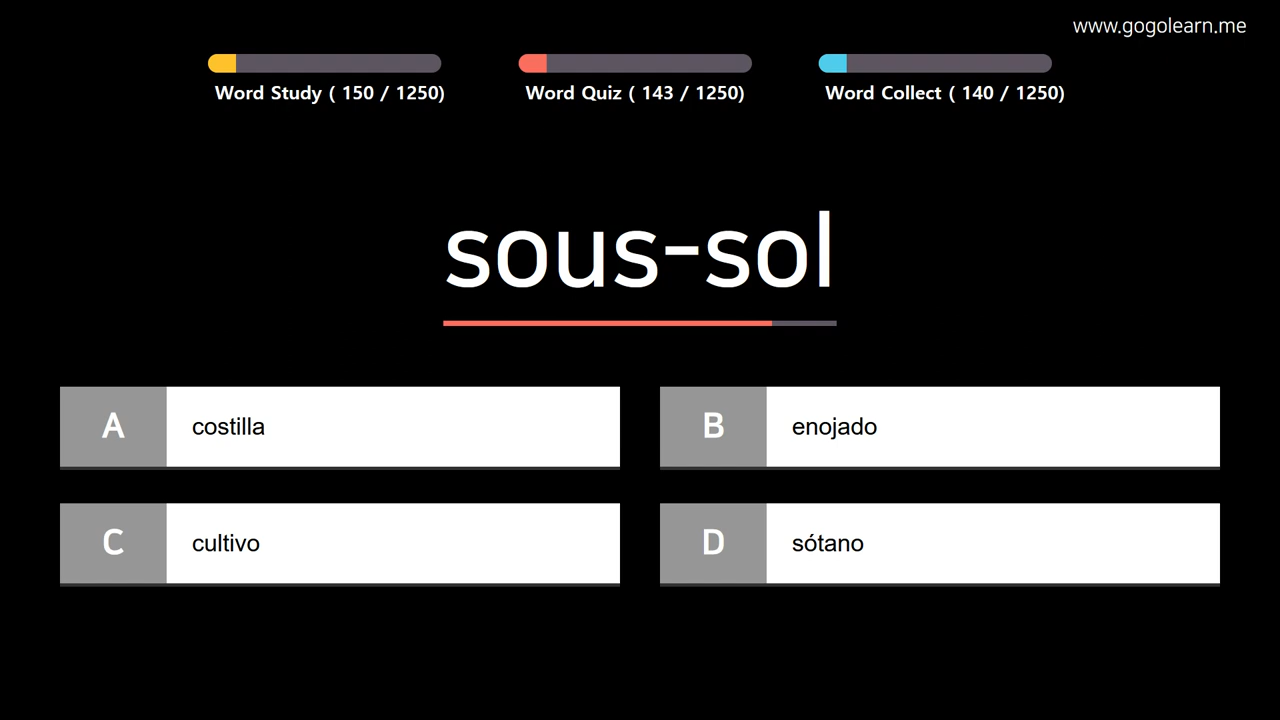 www.gogolearn.me
Word Study ( 150 / 1250)
Word Quiz ( 143 / 1250)
Word Collect ( 140 / 1250)
sous-sol
A costilla
B enojado
C cultivo
D sótano